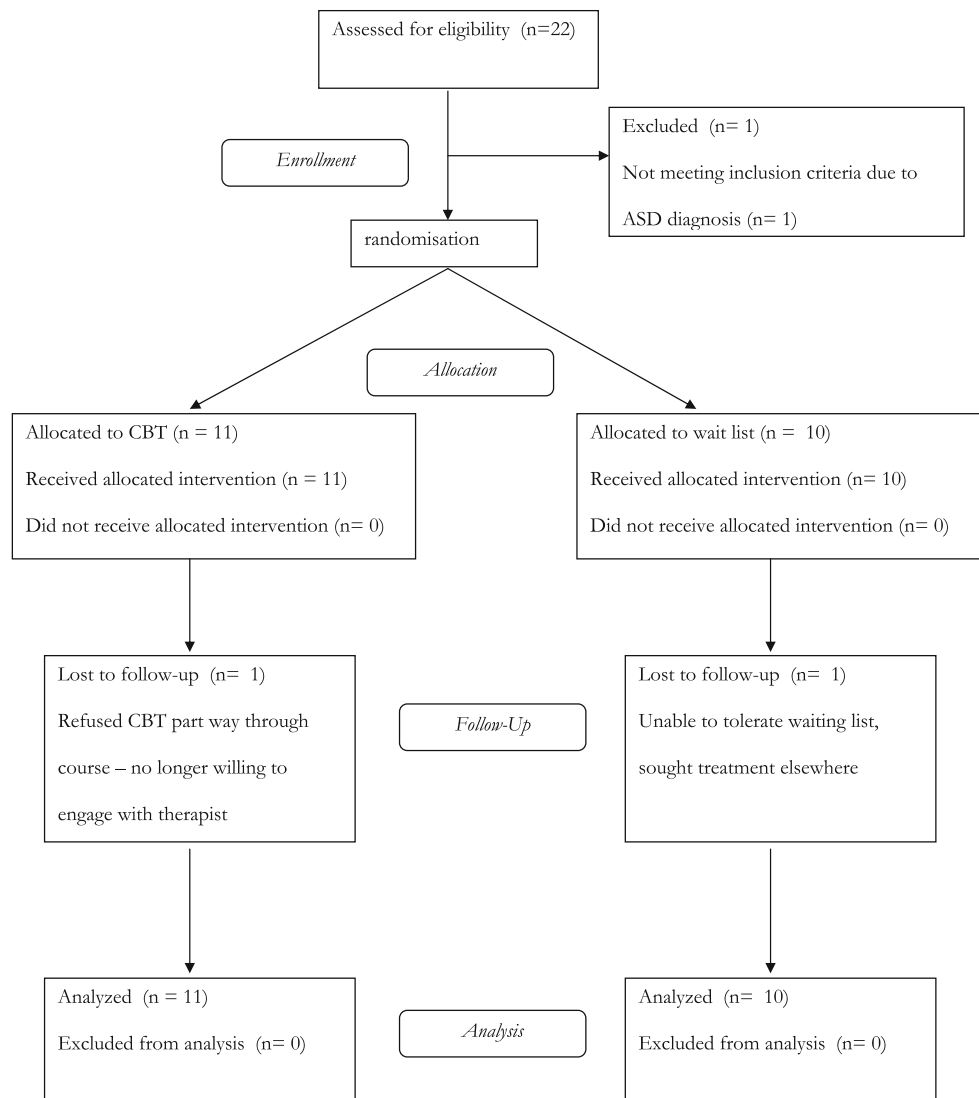 Assessed for eligibility (n=22)
Enrollment
Excluded (n= 1)
Not meeting inclusion criteria due to
ASD diagnosis (n= 1)
randomisation
Allocation
Allocated to CBT (n = 11)
Received allocated intervention (n = 11)
Did not receive allocated intervention (n= 0)
Allocated to wait list (n = 10)
Received allocated intervention (n= 10)
Did not receive allocated intervention (n= 0)
Lost to follow-up (n= 1)
Refused CBT part way through
course – no longer willing to
engage with therapist
Follow-Up
Lost to follow-up (n= 1)
Unable to tolerate waiting list,
sought treatment elsewhere
Analyzed (n = 11)
Excluded from analysis (n= 0)
Analysis
Analyzed (n= 10)
Excluded from analysis (n= 0)